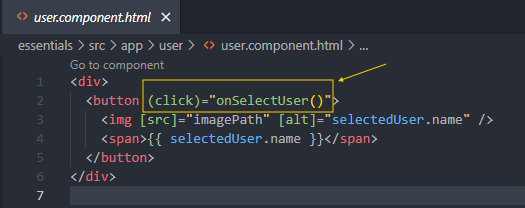 <> user.component.html ×
essentials > src > app > user > <> user.component.html > ...
Go to component
1 <div>
2 <button (click)="onSelectUser()">
3 <img [src]="imagePath" [alt]="selectedUser.name" />
4 <span>{{ selectedUser.name }}</span>
5 </button>
6 </div>
7